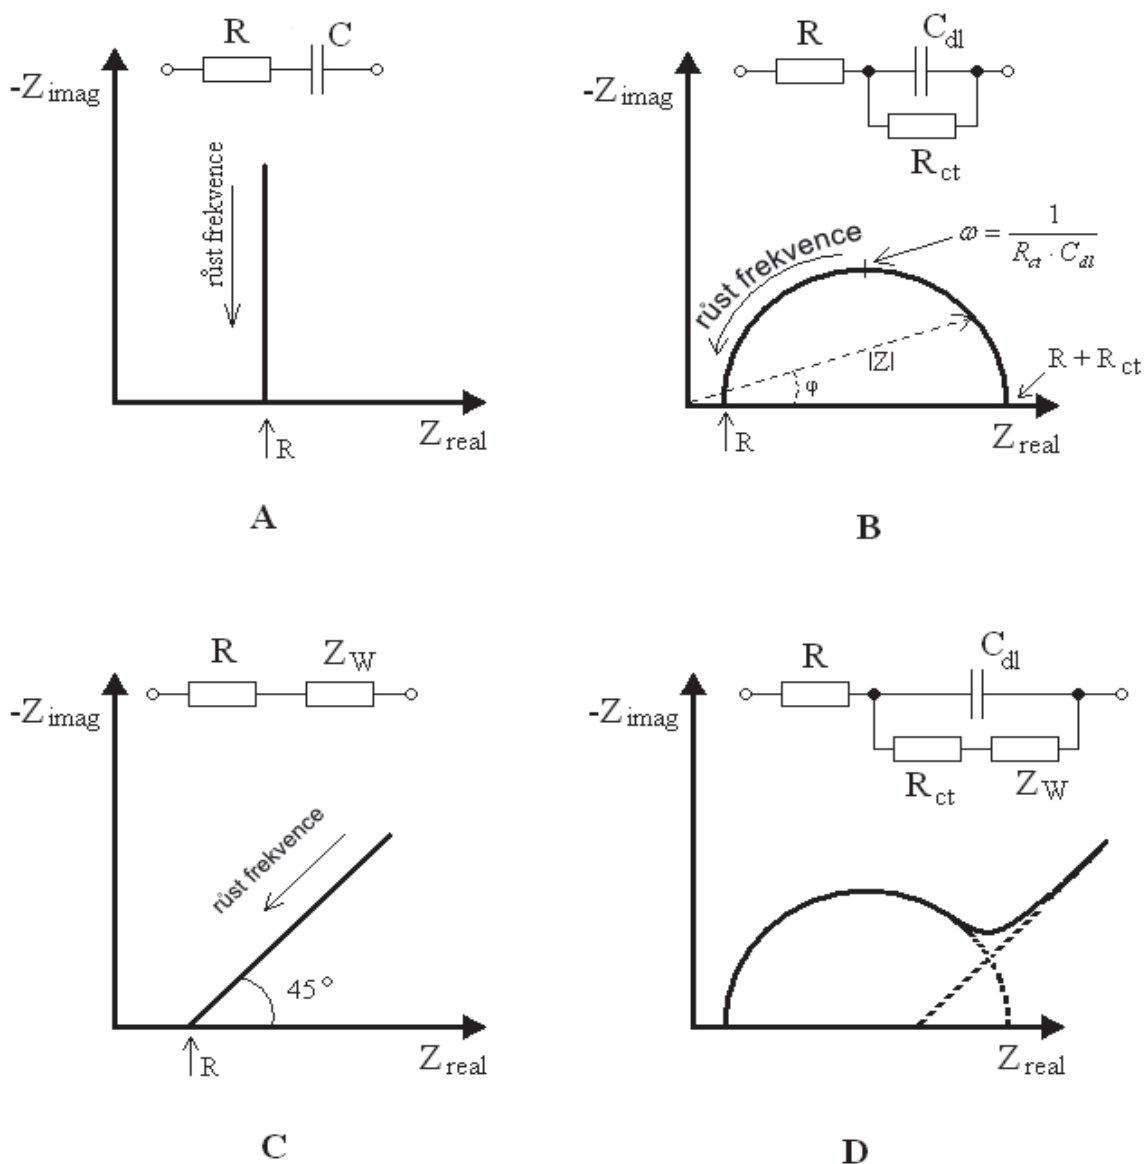 R C
-Z imag
růst frekvence
Z real
R
A
R C dl
-Z imag
R ct
růst frekvence
ω = 1 / R ct · C dl
|Z|
φ
R + R ct
R
Z real
B
R Z W
-Z imag
růst frekvence
45°
R
Z real
C
R C dl
-Z imag
R ct Z W
Z real
D